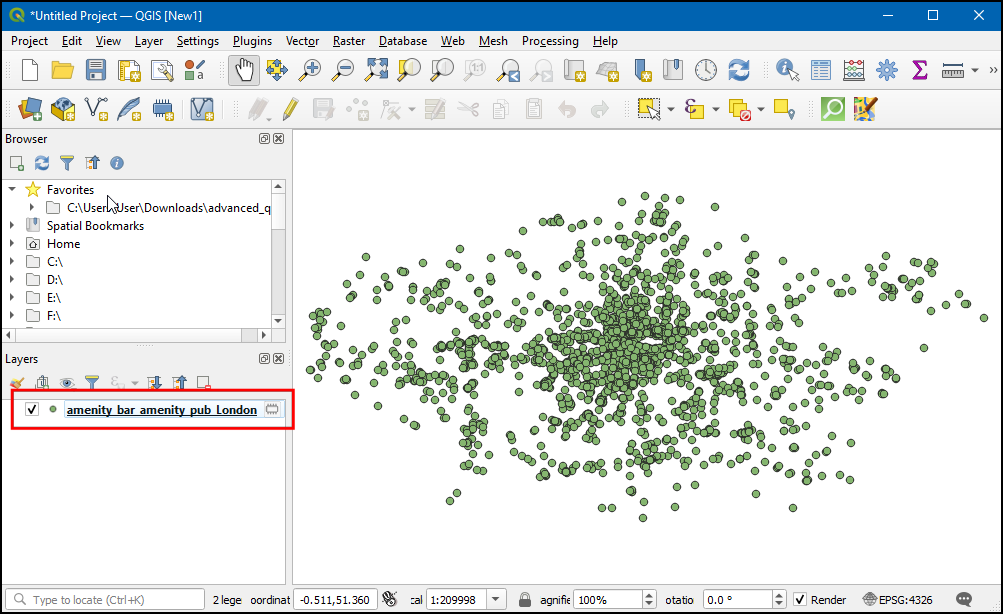 *Untitled Project — QGIS [New1]
Project Edit View Layer Settings Plugins Vector Raster Database Web Mesh Processing Help
1:1
»
Browser
Favorites
C:\Users\User\Downloads\advanced_q
Spatial Bookmarks
Home
C:\
D:\
E:\
F:\
Layers
amenity_bar_amenity_pub_London
Type to locate (Ctrl+K) 2 lege oordinat -0.511,51.360 cal 1:209998 agnifie 100% otatio 0.0 ° Render EPSG:4326